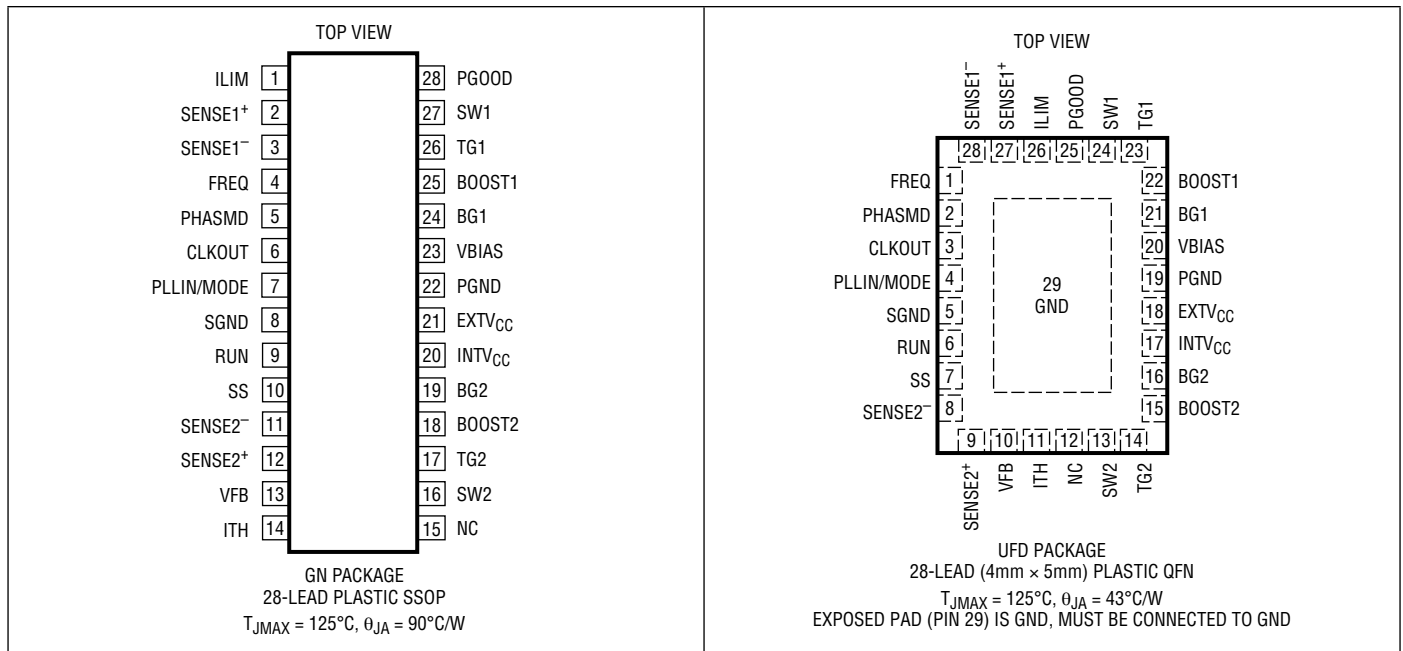 TOP VIEW
ILIM 1
SENSE1+ 2
SENSE1– 3
FREQ 4
PHASMD 5
CLKOUT 6
PLLIN/MODE 7
SGND 8
RUN 9
SS 10
SENSE2– 11
SENSE2+ 12
VFB 13
ITH 14
28 PGOOD
27 SW1
26 TG1
25 BOOST1
24 BG1
23 VBIAS
22 PGND
21 EXTVCC
20 INTVCC
19 BG2
18 BOOST2
17 TG2
16 SW2
15 NC
GN PACKAGE
28-LEAD PLASTIC SSOP
TJMAX = 125°C, θJA = 90°C/W
TOP VIEW
SENSE1– SENSE1+ ILIM PGOOD SW1 TG1
28 27 26 25 24 23
FREQ 1
PHASMD 2
CLKOUT 3
PLLIN/MODE 4
SGND 5
RUN 6
SS 7
SENSE2– 8
29
GND
22 BOOST1
21 BG1
20 VBIAS
19 PGND
18 EXTVCC
17 INTVCC
16 BG2
15 BOOST2
9 10 11 12 13 14
SENSE2+ VFB ITH NC SW2 TG2
UFD PACKAGE
28-LEAD (4mm × 5mm) PLASTIC QFN
TJMAX = 125°C, θJA = 43°C/W
EXPOSED PAD (PIN 29) IS GND, MUST BE CONNECTED TO GND